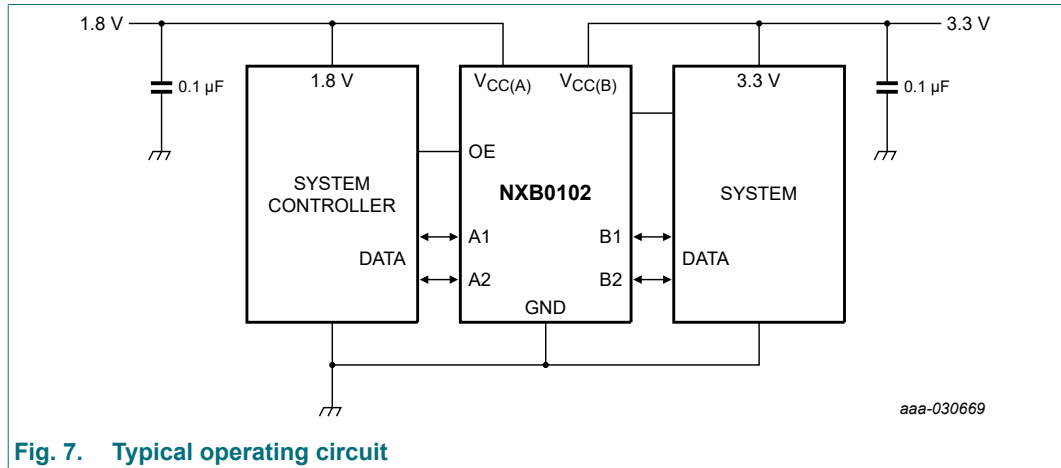 1.8 V
3.3 V
0.1 µF
1.8 V
VCC(A)
VCC(B)
3.3 V
0.1 µF
OE
SYSTEM
CONTROLLER
NXB0102
SYSTEM
A1
B1
DATA
DATA
A2
B2
GND
aaa-030669
Fig. 7. Typical operating circuit